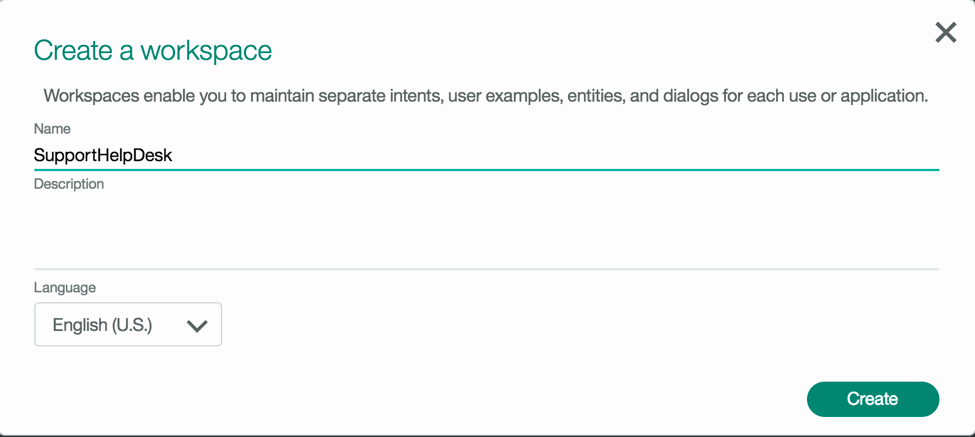 Create a workspace
Workspaces enable you to maintain separate intents, user examples, entities, and dialogs for each use or application.
Name
SupportHelpDesk
Description
Language
English (U.S.)
Create